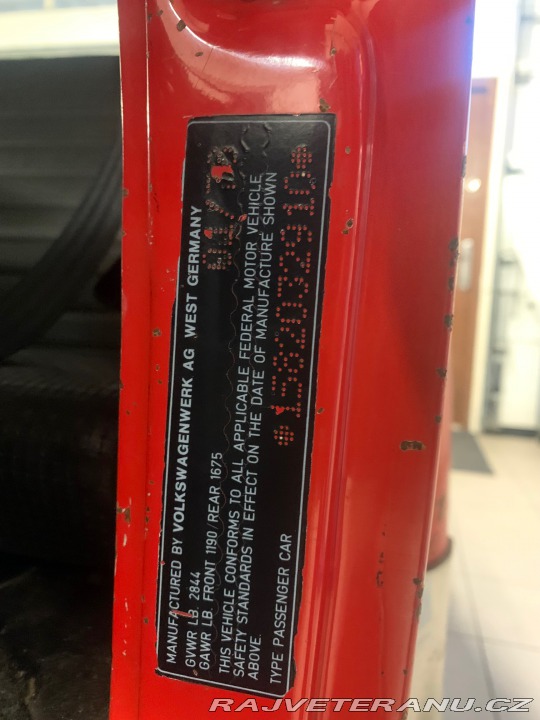 MANUFACTURED BY VOLKSWAGENWERK AG WEST GERMANY
GVWR LB. 2844
GAWR LB. FRONT 1190/REAR 1675
THIS VEHICLE CONFORMS TO ALL APPLICABLE FEDERAL MOTOR VEHICLE
SAFETY STANDARDS IN EFFECT ON THE DATE OF MANUFACTURE SHOWN
ABOVE.
TYPE PASSENGER CAR
RAJVETERANU.CZ